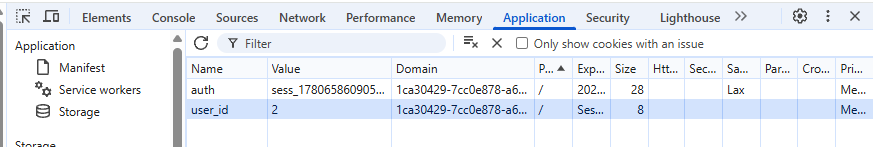 Elements Console Sources Network Performance Memory Application Security Lighthouse
Application
Manifest
Service workers
Storage
Storage
Filter
Only show cookies with an issue
Name Value Domain P... Exp... Size Htt... Sec... Sa... Par... Cro... Pri...
auth sess_178065860905... 1ca30429-7cc0e878-a6... / 202... 28 Lax Me...
user_id 2 1ca30429-7cc0e878-a6... / Ses... 8 Me...